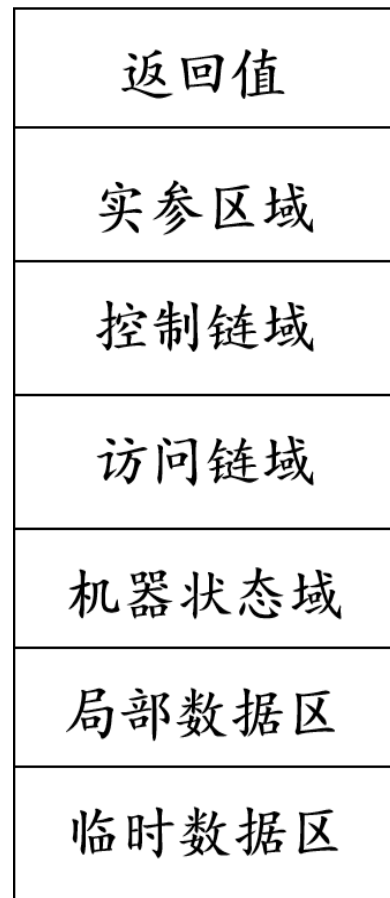 返回值
实参区域
控制链域
访问链域
机器状态域
局部数据区
临时数据区